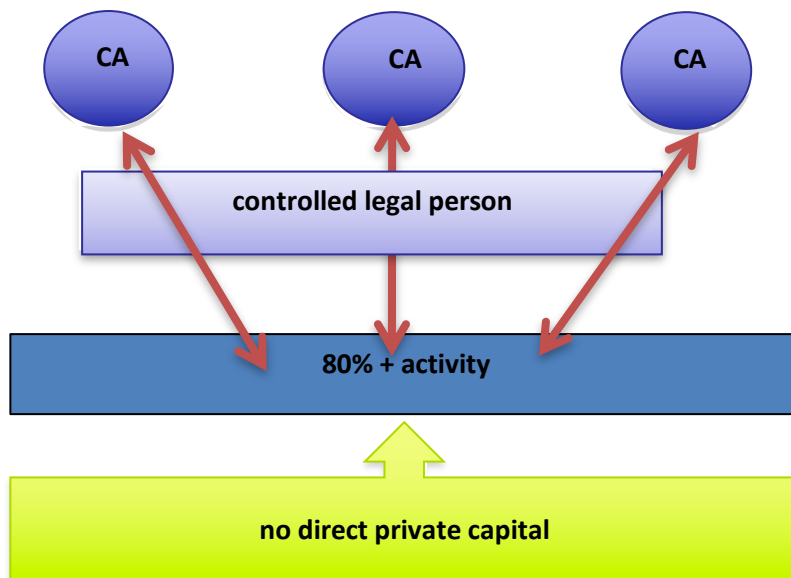 CA
CA
CA
controlled legal person
80% + activity
no direct private capital